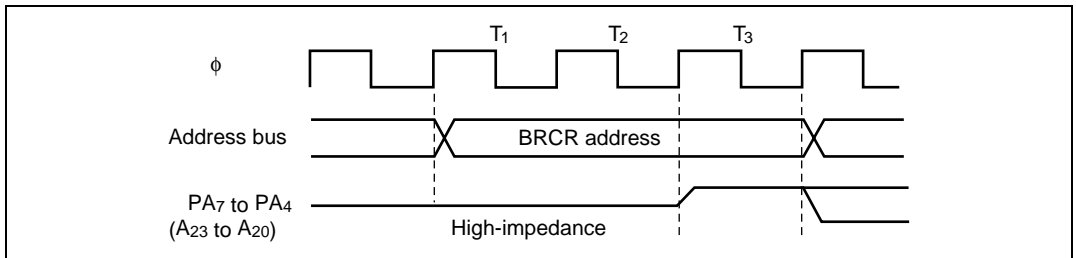 T1 T2 T3
ϕ
Address bus BRCR address
PA7 to PA4
(A23 to A20) High-impedance